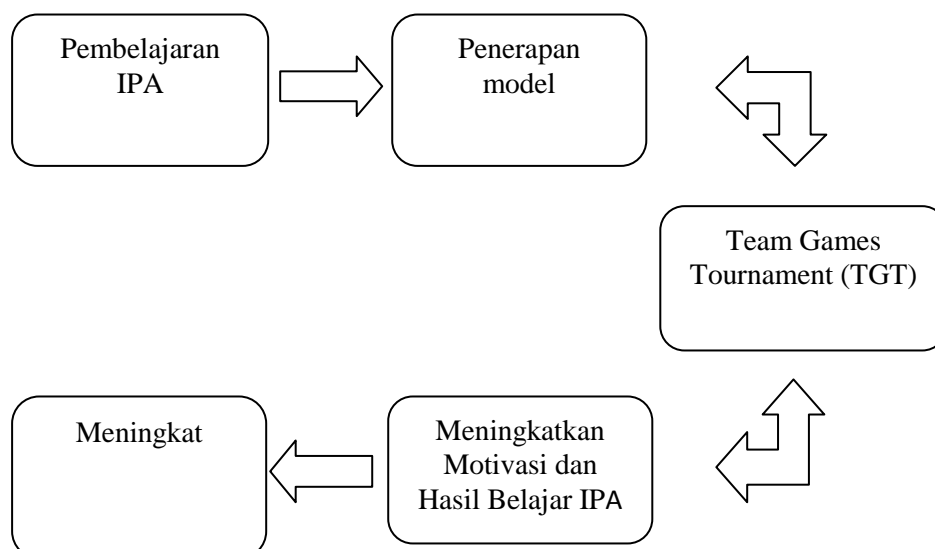 Pembelajaran
IPA
Penerapan
model
Team Games
Tournament (TGT)
Meningkatkan
Motivasi dan
Hasil Belajar IPA
Meningkat